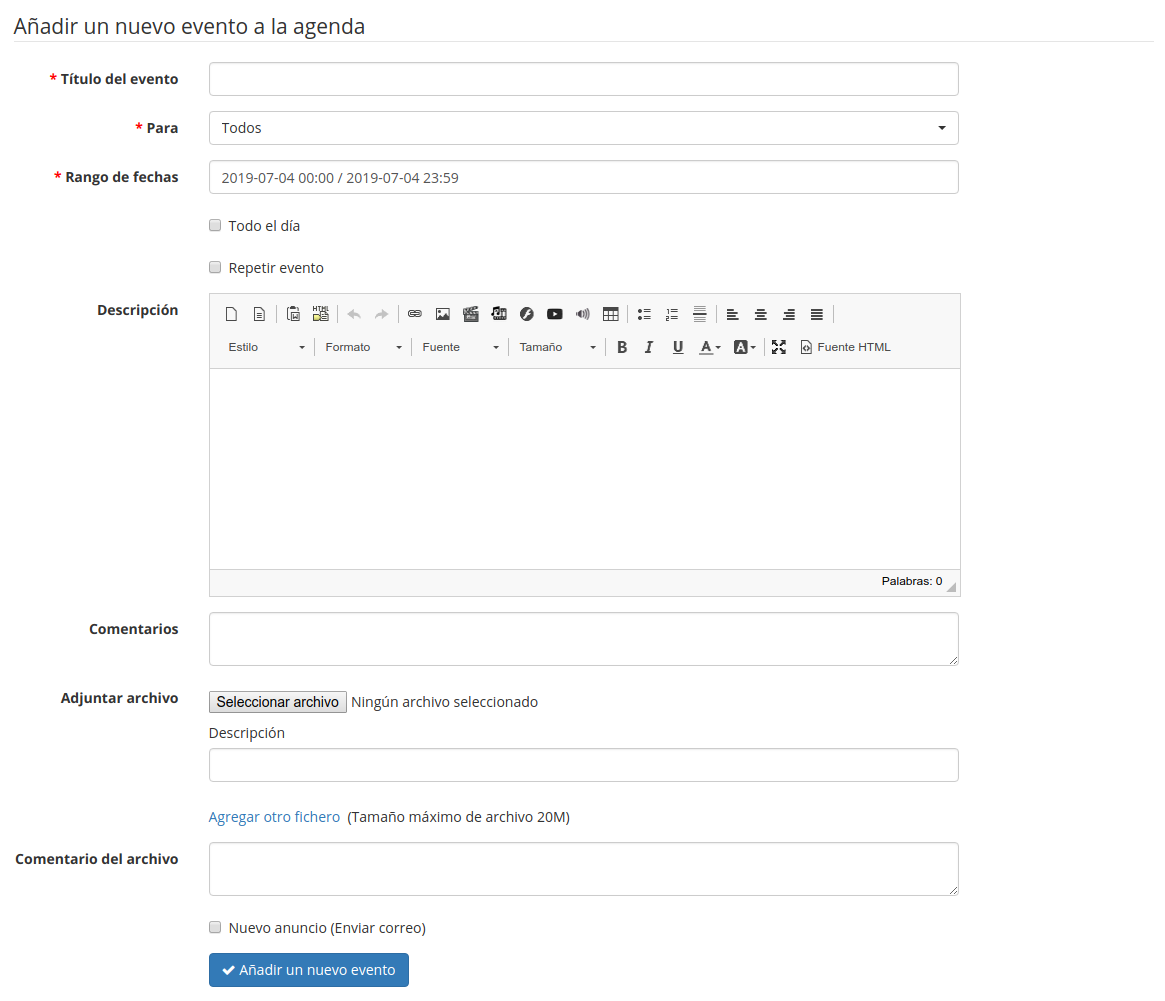 Añadir un nuevo evento a la agenda
* Título del evento
* Para
Todos
* Rango de fechas
2019-07-04 00:00 / 2019-07-04 23:59
Todo el día
Repetir evento
Descripción
Estilo Formato Fuente Tamaño B I U A A Fuente HTML
Palabras: 0
Comentarios
Adjuntar archivo
Seleccionar archivo Ningún archivo seleccionado
Descripción
Agregar otro fichero (Tamaño máximo de archivo 20M)
Comentario del archivo
Nuevo anuncio (Enviar correo)
Añadir un nuevo evento